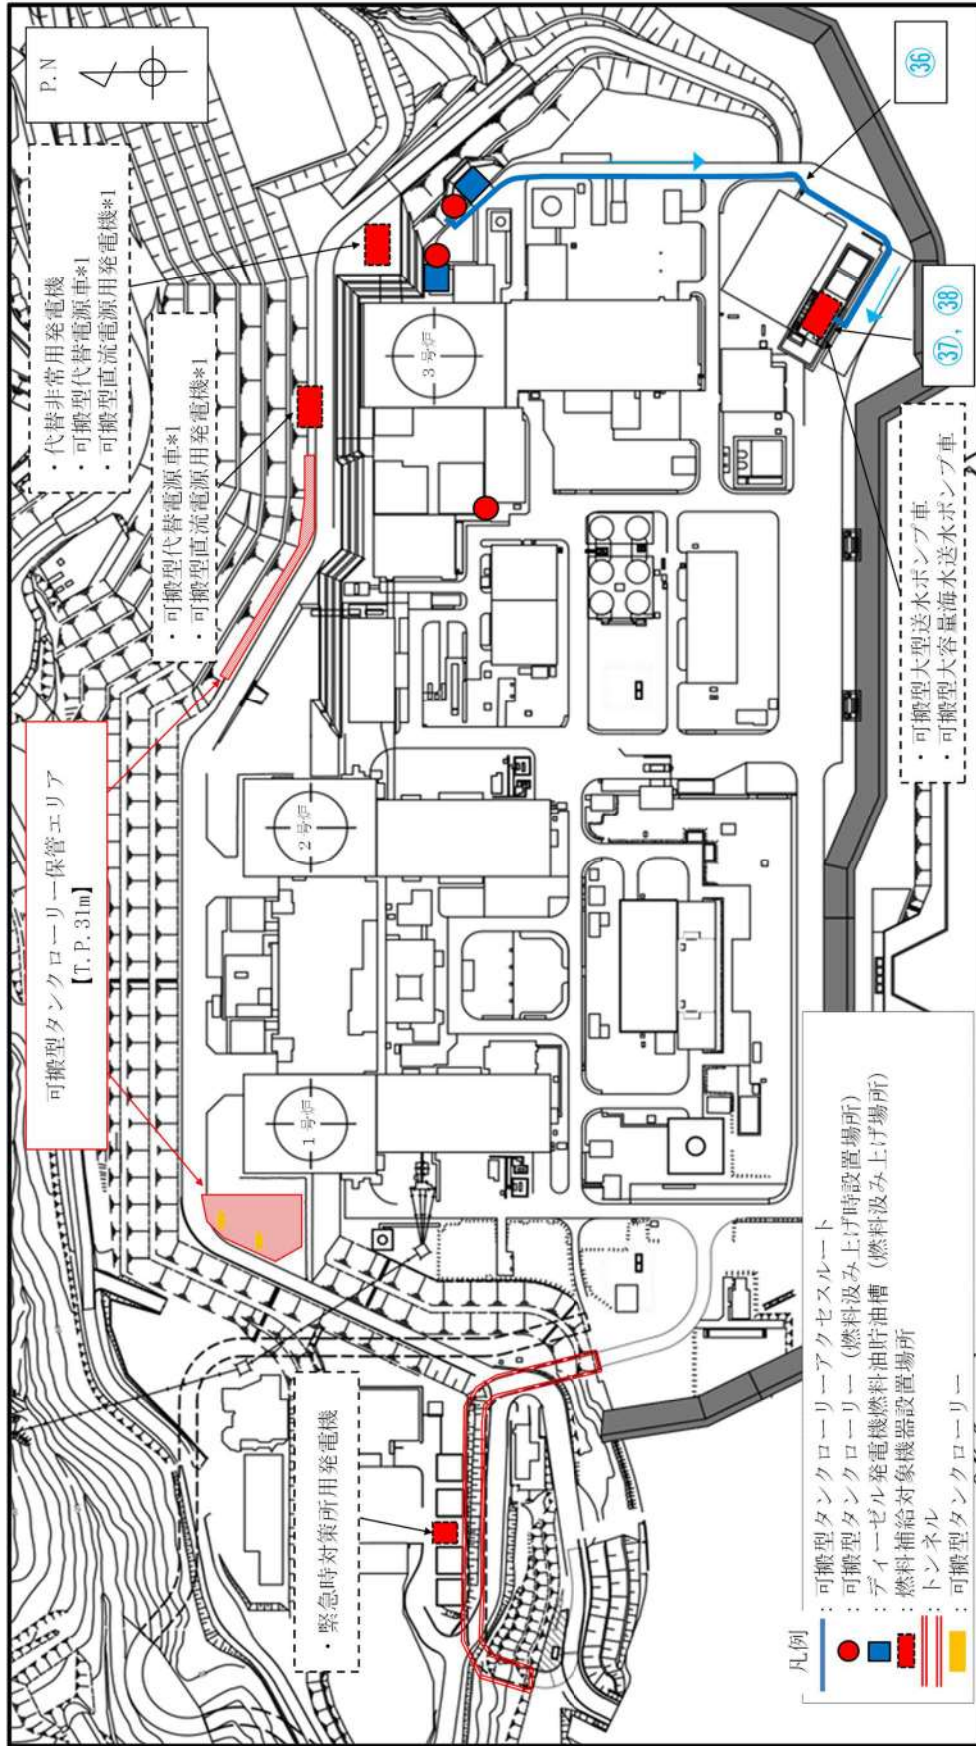 P.N
・代替非常用発電機
・可搬型代替電源車*1
・可搬型直流電源用発電機*1
・可搬型代替電源車*1
・可搬型直流電源用発電機*1
可搬型タンクローリー保管エリア
【T.P.31m】
・緊急時対策所用発電機
1号炉
2号炉
3号炉
㊱
㊲, ㊳
・可搬型大型送水ポンプ車
・可搬型大容量海水送水ポンプ車
凡例
：可搬型タンクローリーアクセスルート
：可搬型タンクローリー（燃料汲み上げ時設置場所）
：ディーゼル発電機燃料油貯油槽（燃料汲み上げ場所）
：燃料補給対象機器設置場所
：トンネル
：可搬型タンクローリー